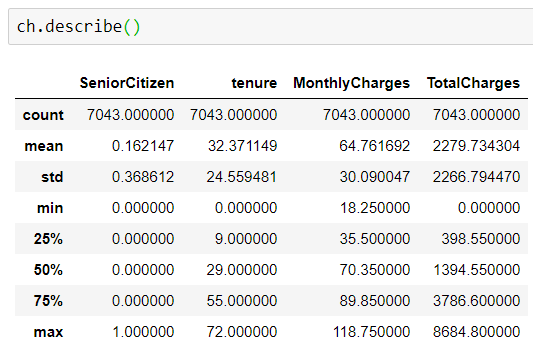 ch.describe()
SeniorCitizen tenure MonthlyCharges TotalCharges
count 7043.000000 7043.000000 7043.000000 7043.000000
mean 0.162147 32.371149 64.761692 2279.734304
std 0.368612 24.559481 30.090047 2266.794470
min 0.000000 0.000000 18.250000 0.000000
25% 0.000000 9.000000 35.500000 398.550000
50% 0.000000 29.000000 70.350000 1394.550000
75% 0.000000 55.000000 89.850000 3786.600000
max 1.000000 72.000000 118.750000 8684.800000